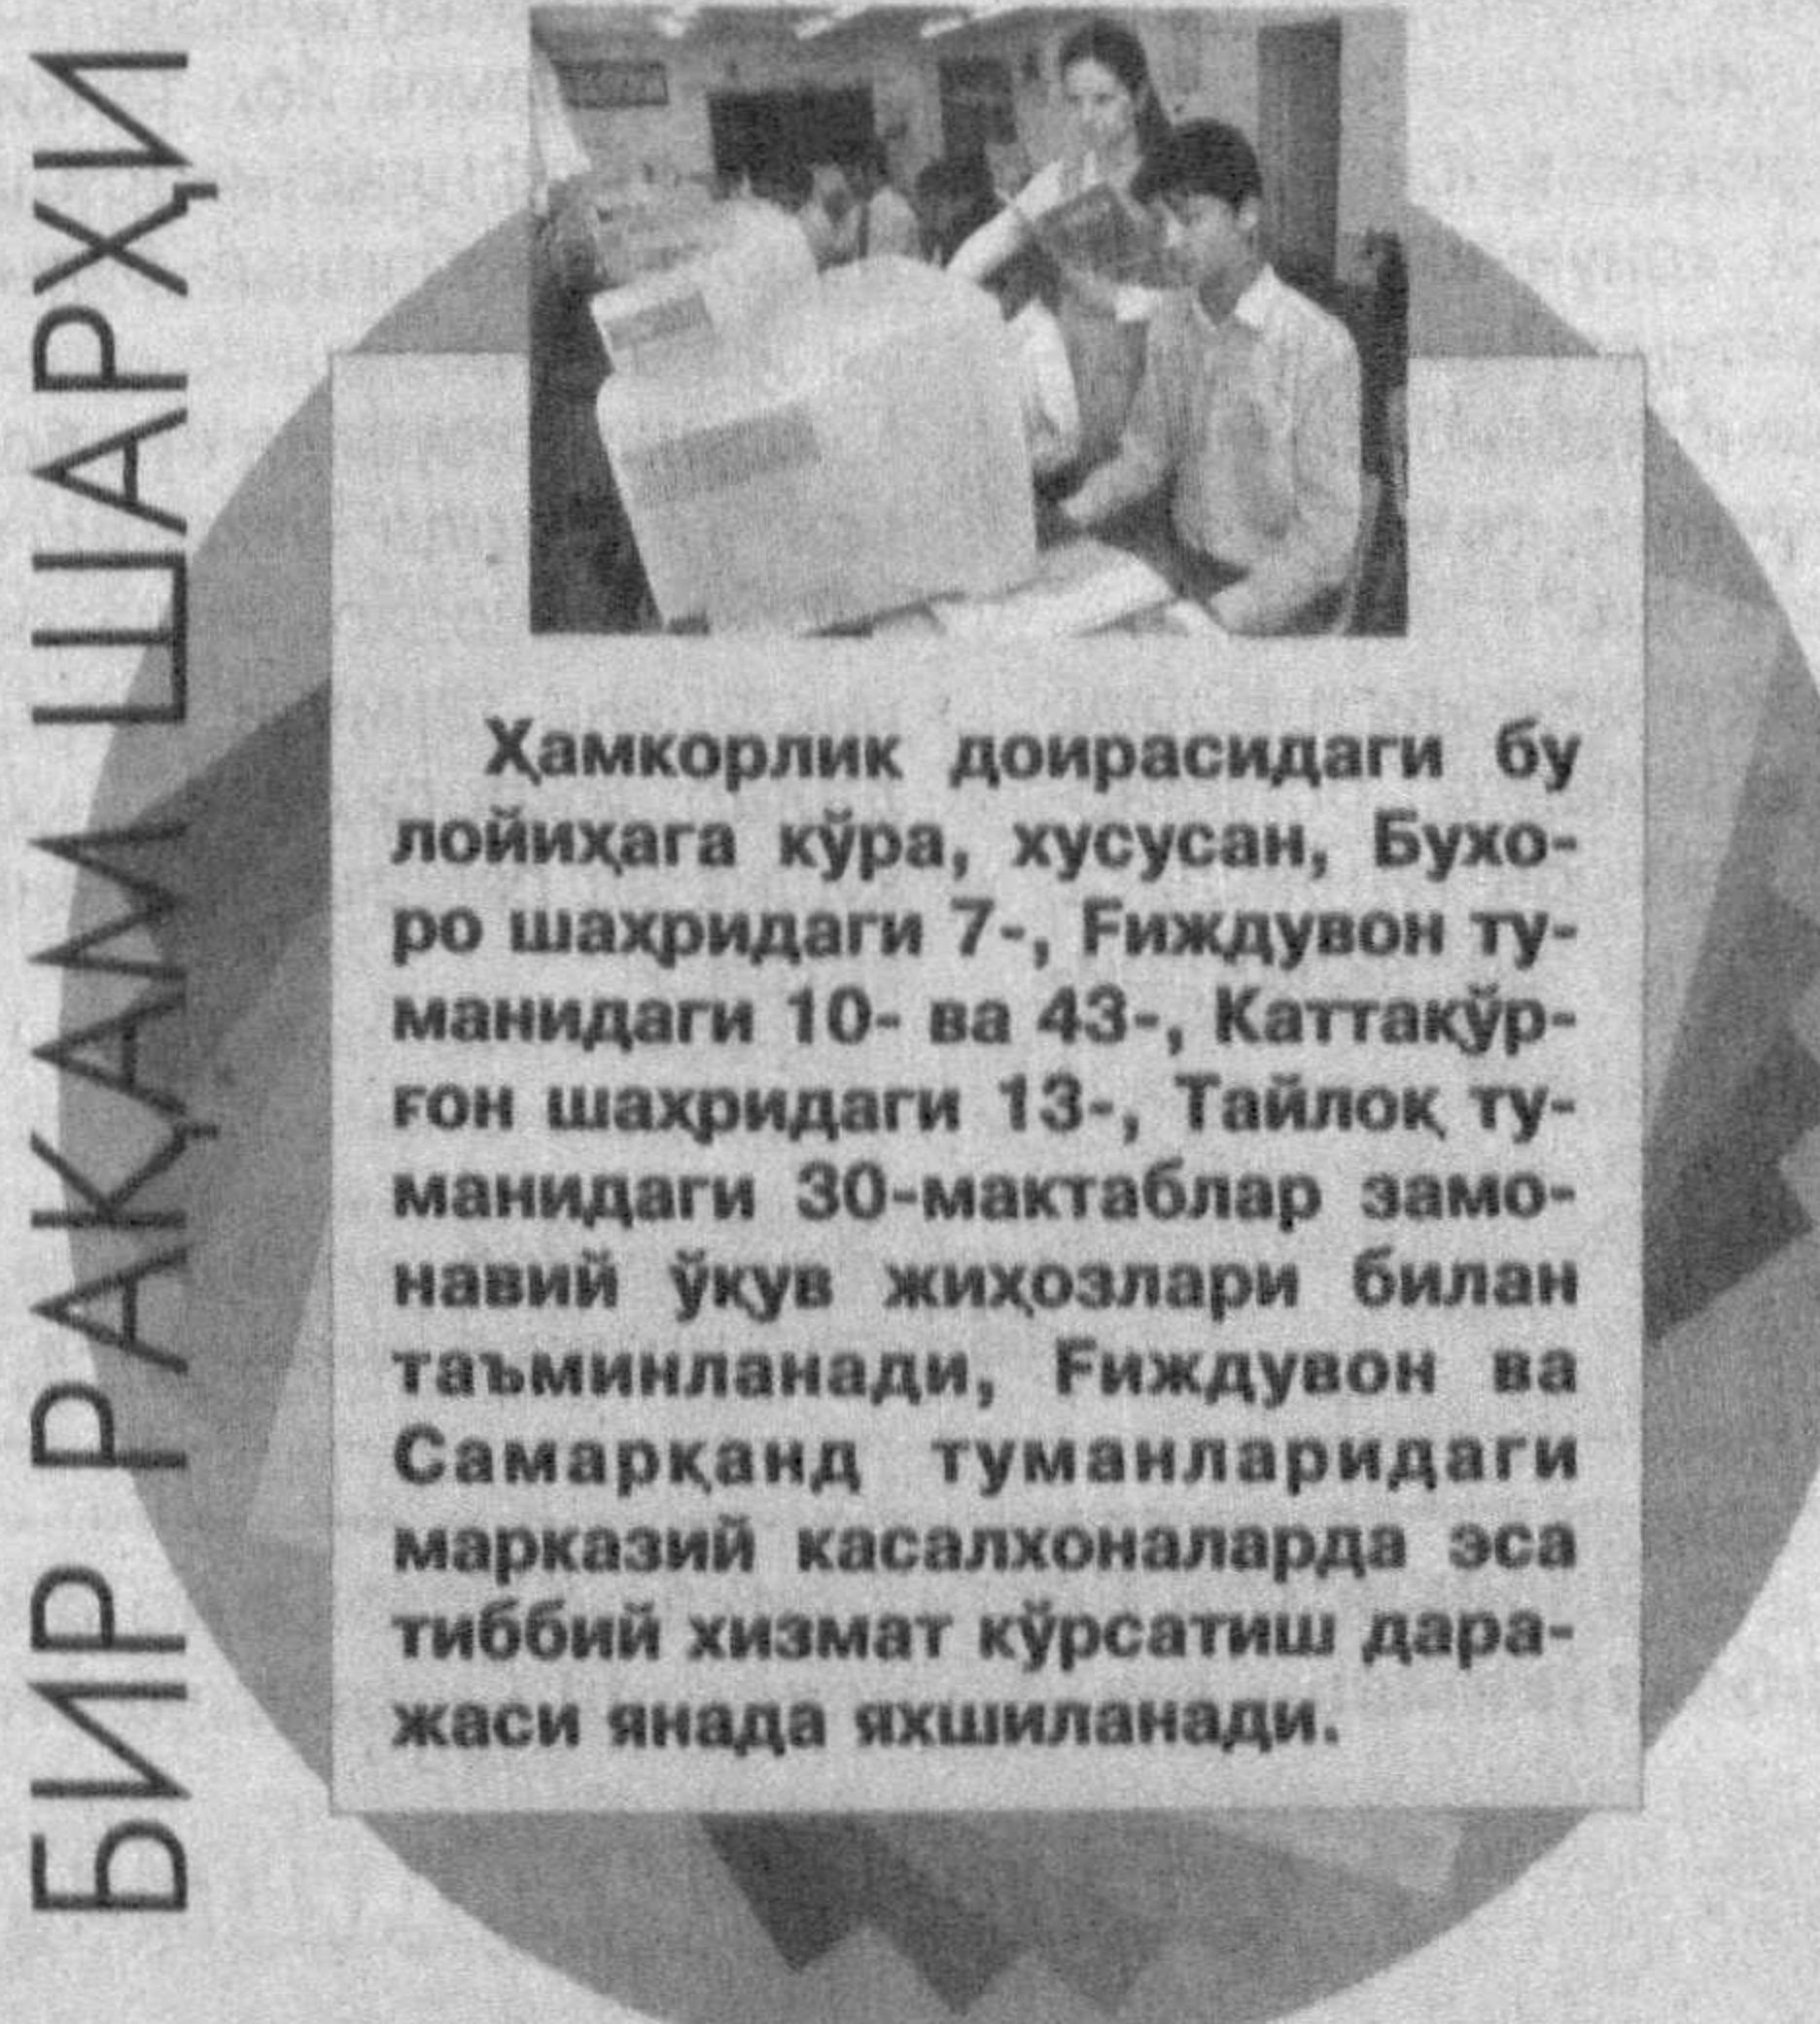 БИР РАҚАМ ШАРҲИ
Ҳамкорлик доирасидаги бу
лойиҳага кўра, хусусан, Бухо-
ро шаҳридаги 7-, Ғиждувон ту-
манидаги 10- ва 43-, Каттақўр-
ғон шаҳридаги 13-, Тайлоқ ту-
манидаги 30-мактаблар замо-
навий ўқув жиҳозлари билан
таъминланади, Ғиждувон ва
Самарқанд туманларидаги
марказий касалхоналарда эса
тиббий хизмат кўрсатиш дара-
жаси янада яхшиланади.